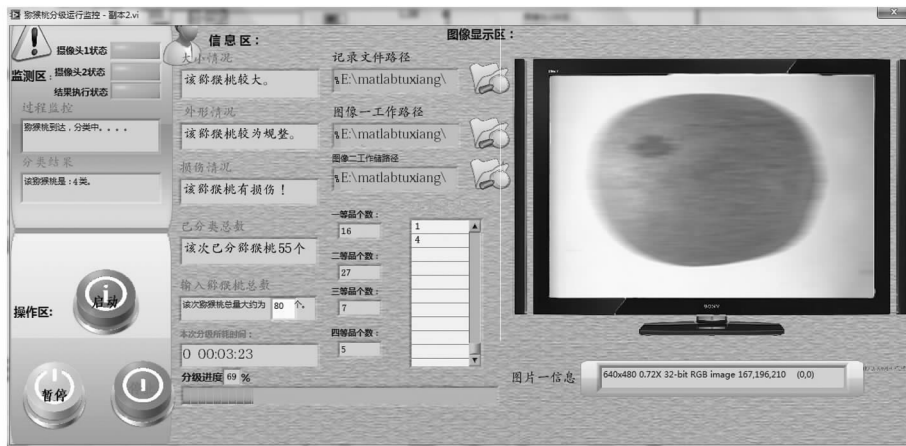 猕猴桃分级运行监控 - 副本2.vi
摄像头1状态
监测区:
摄像头2状态
结果执行状态
过程监控
猕猴桃到达，分类中。。。。
分类结果
该猕猴桃是：4类。
操作区:
启动
暂停
信息区：
大小情况
该猕猴桃较大。
外形情况
该猕猴桃较为规整。
损伤情况
该猕猴桃有损伤！
已分类总数
该次已分猕猴桃55个
输入猕猴桃总数
该次猕猴桃总量大约为 80 个。
本次分类所耗时间：
0 00:03:23
分级进度 69 %
记录文件路径
E:\matlabtuxiang\
图像一工作路径
E:\matlabtuxiang\
图像二工作储路径
E:\matlabtuxiang\
一等品个数：
16
二等品个数：
27
三等品个数：
7
四等品个数：
5
1
4
图像显示区：
SONY
图片一信息
640x480 0.72X 32-bit RGB image 167,196,210 (0,0)